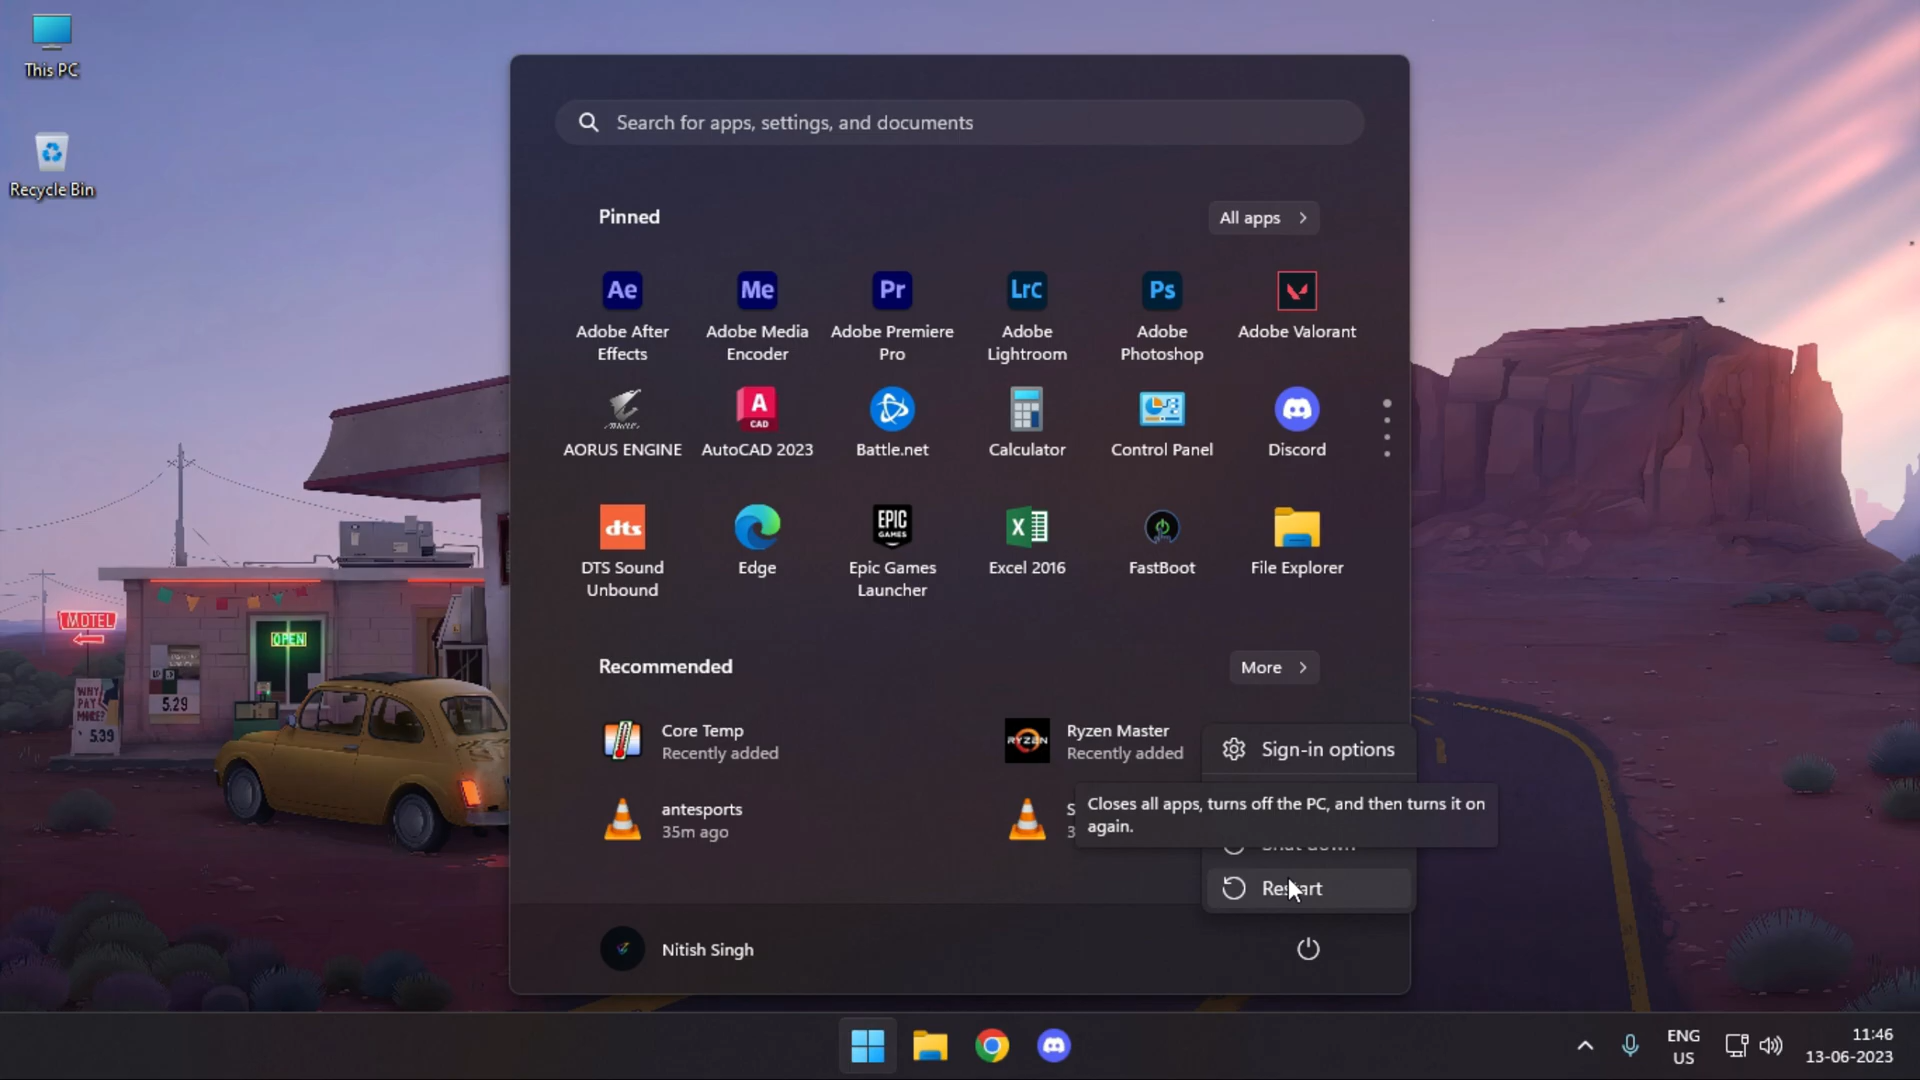 This PC
Recycle Bin
Search for apps, settings, and documents
Pinned
All apps
Ae
Me
Pr
Lrc
Ps
Adobe After
Effects
Adobe Media
Encoder
Adobe Premiere
Pro
Adobe
Lightroom
Adobe
Photoshop
Adobe Valorant
A
CAD
AORUS ENGINE
AutoCAD 2023
Battle.net
Calculator
Control Panel
Discord
dts
EPIC
GAMES
X
DTS Sound
Unbound
Edge
Epic Games
Launcher
Excel 2016
FastBoot
File Explorer
Recommended
More
Core Temp
Recently added
RYZEN
Ryzen Master
Recently added
antesports
35m ago
S
3
Sign-in options
Closes all apps, turns off the PC, and then turns it on
again.
Shut down
Restart
Nitish Singh
MOTEL
OPEN
WHY
PAY
MORE?
5.39
5.29
ENG
US
11:46
13-06-2023